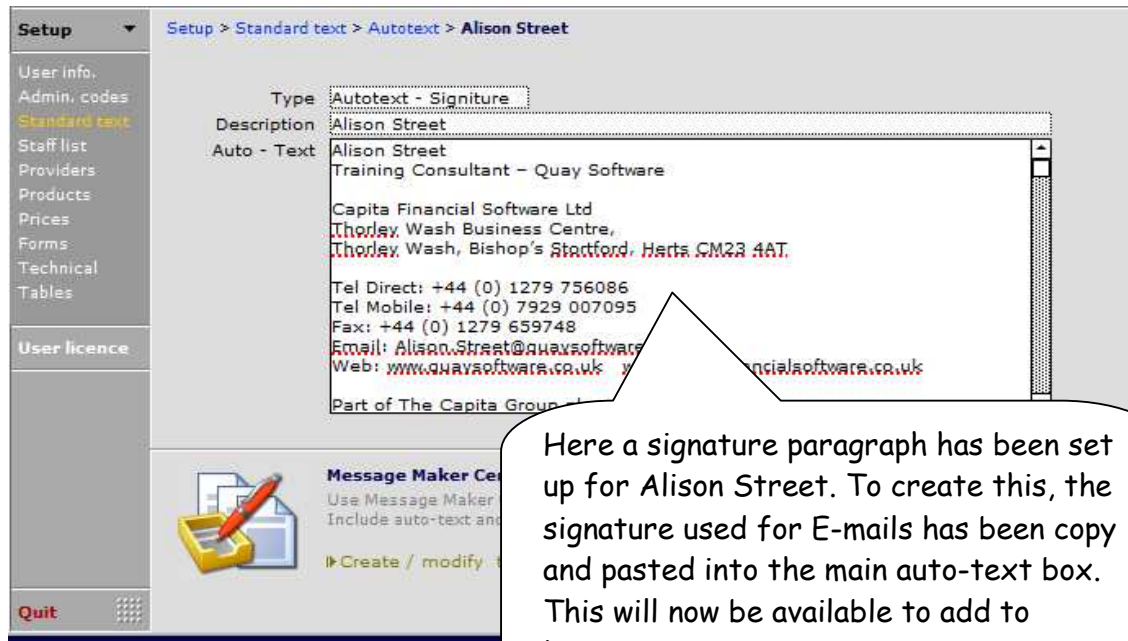 Setup
Setup > Standard text > Autotext > Alison Street
User info.
Admin. codes
Standard text
Staff list
Providers
Products
Prices
Forms
Technical
Tables
User licence
Quit
Type Autotext - Signiture
Description Alison Street
Auto - Text Alison Street
Training Consultant – Quay Software
Capita Financial Software Ltd
Thorley Wash Business Centre,
Thorley Wash, Bishop's Stortford, Herts CM23 4AT
Tel Direct: +44 (0) 1279 756086
Tel Mobile: +44 (0) 7929 007095
Fax: +44 (0) 1279 659748
Email: Alison.Street@quaysoftware
Web: www.quaysoftware.co.uk w ncialsoftware.co.uk
Part of The Capita Group
Message Maker Ce
Use Message Maker
Include auto-text and
Create / modify t
Here a signature paragraph has been set
up for Alison Street. To create this, the
signature used for E-mails has been copy
and pasted into the main auto-text box.
This will now be available to add to